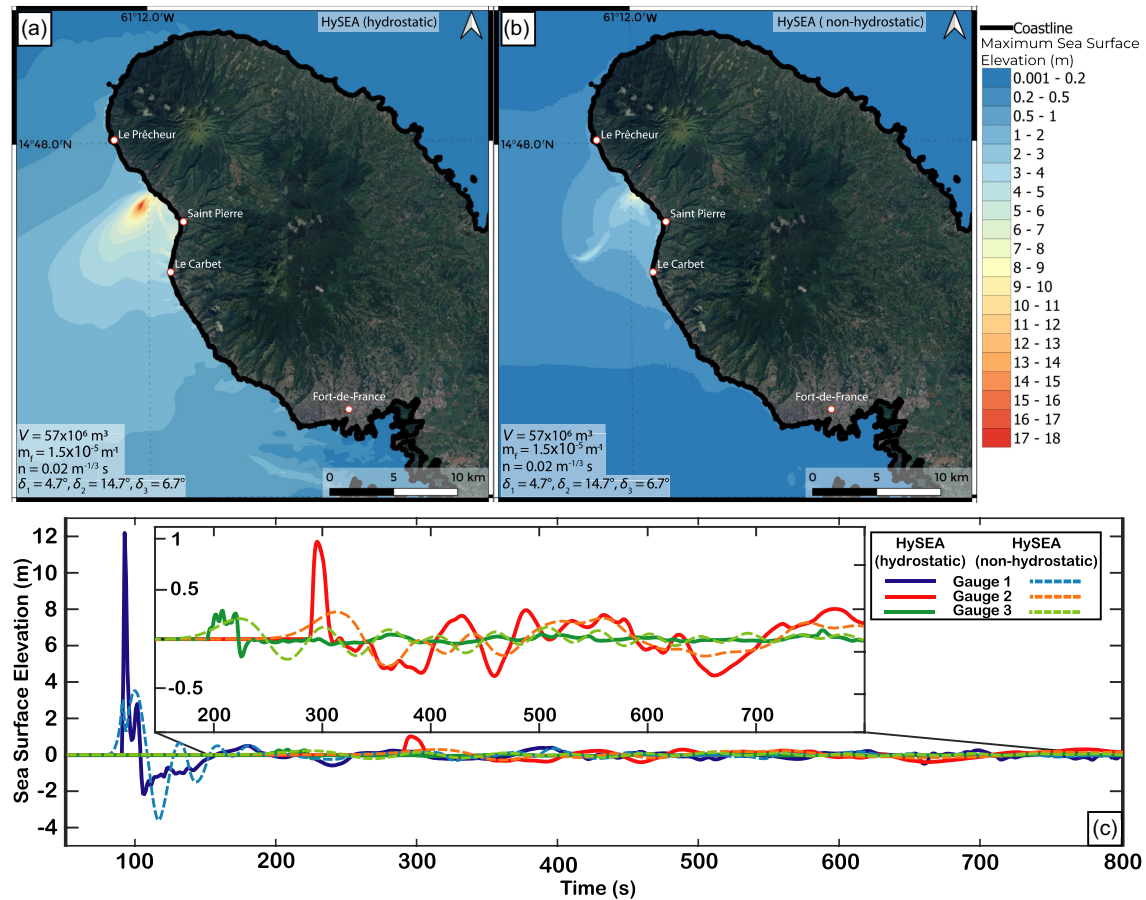 (a)
61°12.0'W
HySEA (hydrostatic)
14°48.0'N
Le Prêcheur
Saint Pierre
Le Carbet
Fort-de-France
V = 57x10⁶ m³
m_f = 1.5x10⁻⁵ m⁻¹
n = 0.02 m⁻¹/³ s
δ₁ = 4.7°, δ₂ = 14.7°, δ₃ = 6.7°
0 5 10 km
(b)
61°12.0'W
HySEA ( non-hydrostatic)
14°48.0'N
Le Prêcheur
Saint Pierre
Le Carbet
Fort-de-France
V = 57x10⁶ m³
m_f = 1.5x10⁻⁵ m⁻¹
n = 0.02 m⁻¹/³ s
δ₁ = 4.7°, δ₂ = 14.7°, δ₃ = 6.7°
0 5 10 km
Coastline
Maximum Sea Surface
Elevation (m)
0.001 - 0.2
0.2 - 0.5
0.5 - 1
1 - 2
2 - 3
3 - 4
4 - 5
5 - 6
6 - 7
7 - 8
8 - 9
9 - 10
10 - 11
11 - 12
12 - 13
13 - 14
14 - 15
15 - 16
16 - 17
17 - 18
Sea Surface Elevation (m)
12
10
8
6
4
2
0
-2
-4
1
0.5
-0.5
200 300 400 500 600 700
HySEA
(hydrostatic)
HySEA
(non-hydrostatic)
Gauge 1
Gauge 2
Gauge 3
(c)
100 200 300 400 500 600 700 800
Time (s)